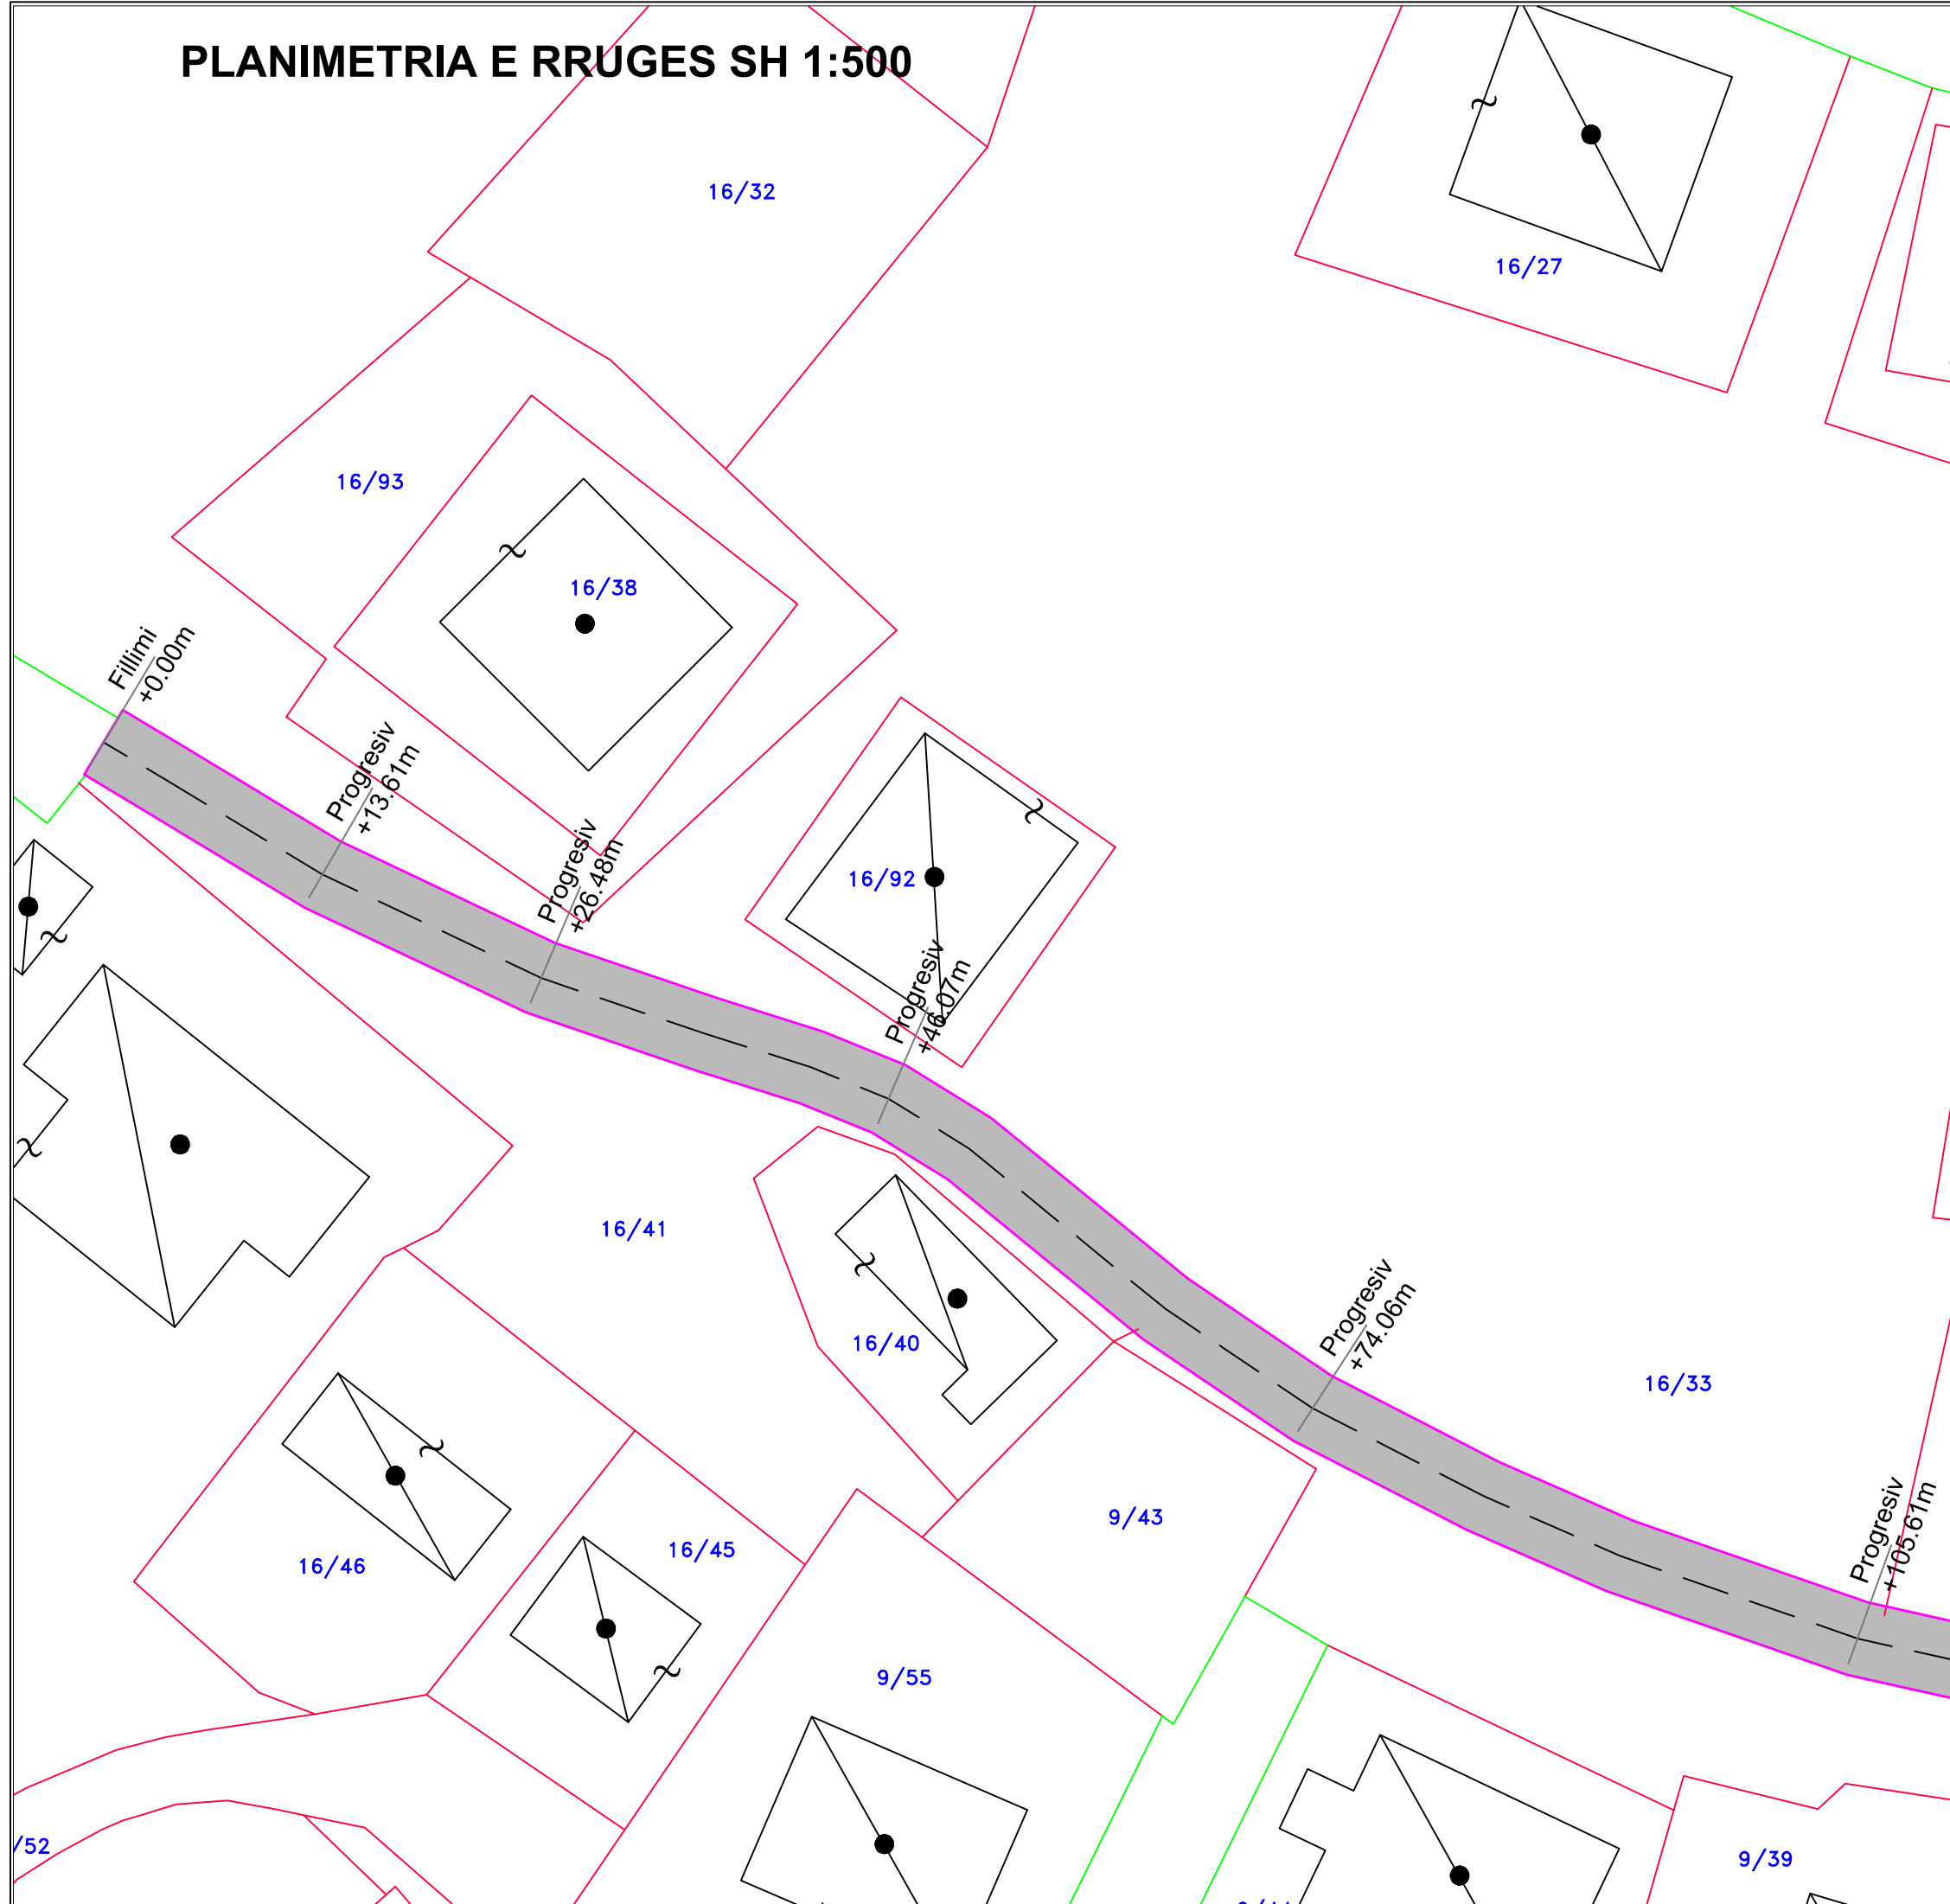 PLANIMETRIA E RRUGES SH 1:500
16/32
16/27
16/93
16/38
Fillimi
+0.00m
Progresiv
+13.61m
Progresiv
+26.48m
16/92
Progresiv
+46.07m
16/41
16/40
Progresiv
+74.06m
16/33
9/43
Progresiv
+105.61m
16/45
16/46
9/55
/52
9/39